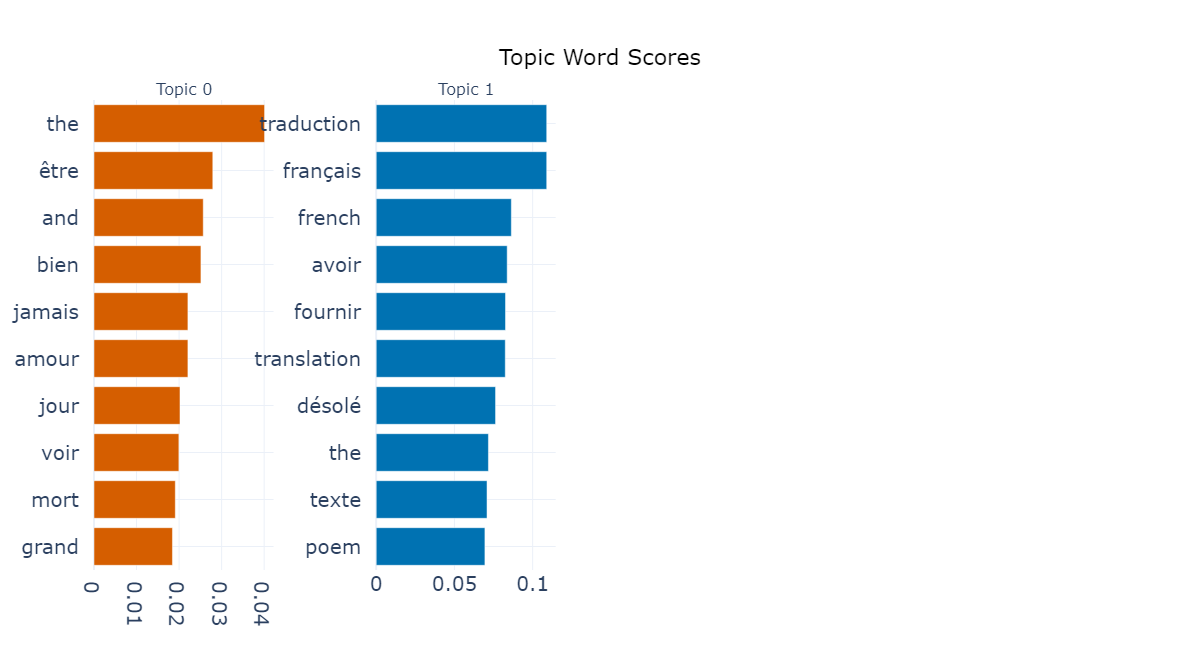 Topic Word Scores
Topic 0
the
être
and
bien
jamais
amour
jour
voir
mort
grand
0
0.01
0.02
0.03
0.04
Topic 1
traduction
français
french
avoir
fournir
translation
désolé
the
texte
poem
0
0.05
0.1